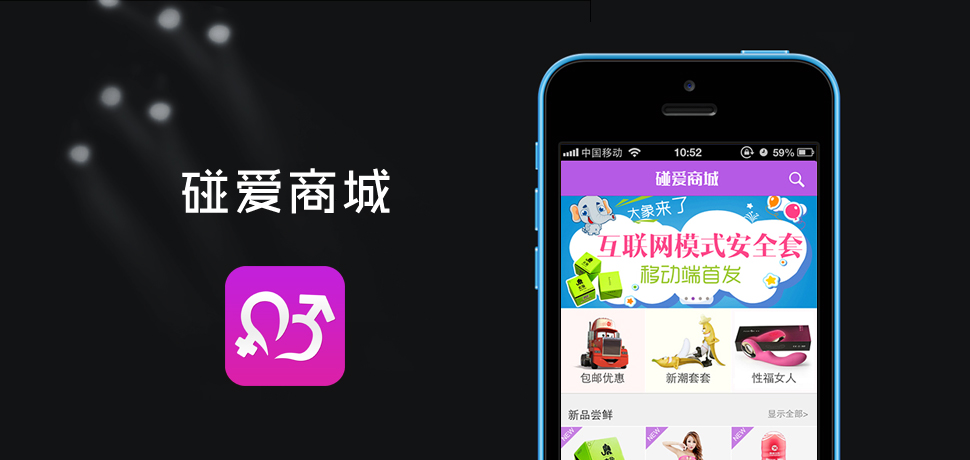 碰爱商城
中国移动 10:52 59%
碰爱商城
大象来了
互联网模式安全套
移动端首发
包邮优惠 新潮套套 性福女人
新品尝鲜 显示全部>
NEW NEW NEW